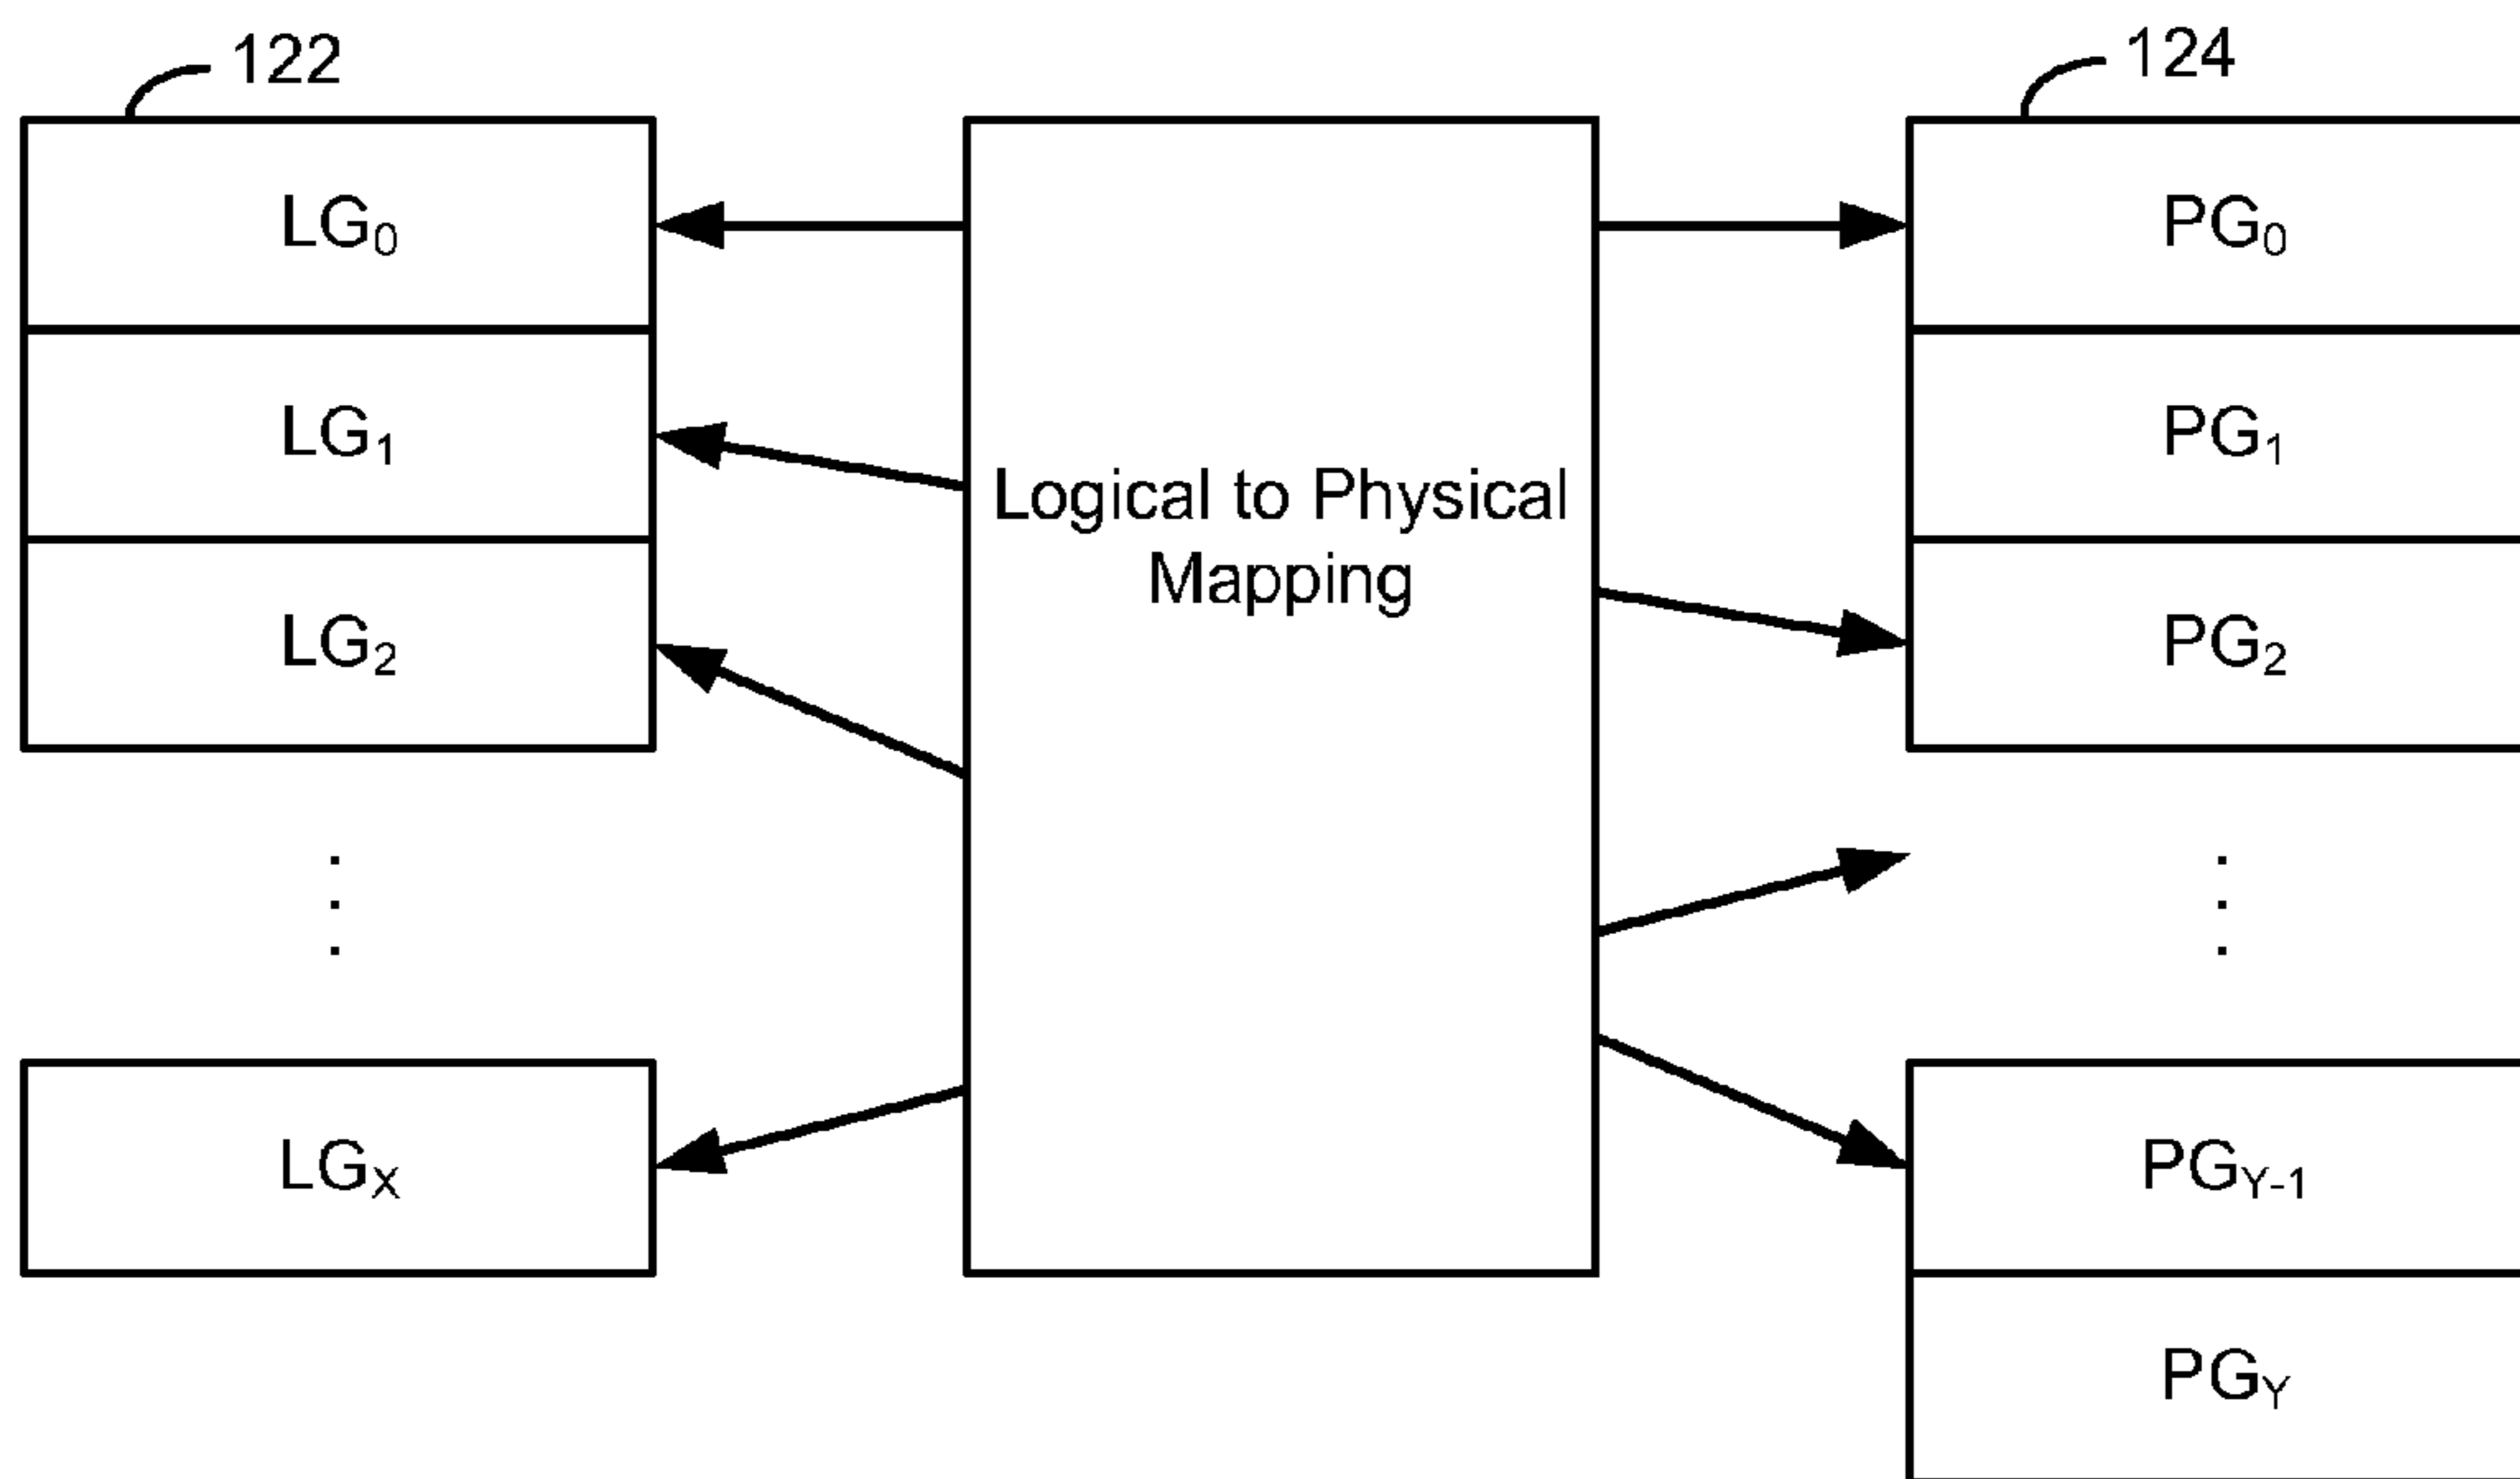 122
124
LG0
PG0
LG1
PG1
Logical to Physical
Mapping
LG2
PG2
LGX
PGY-1
PGY